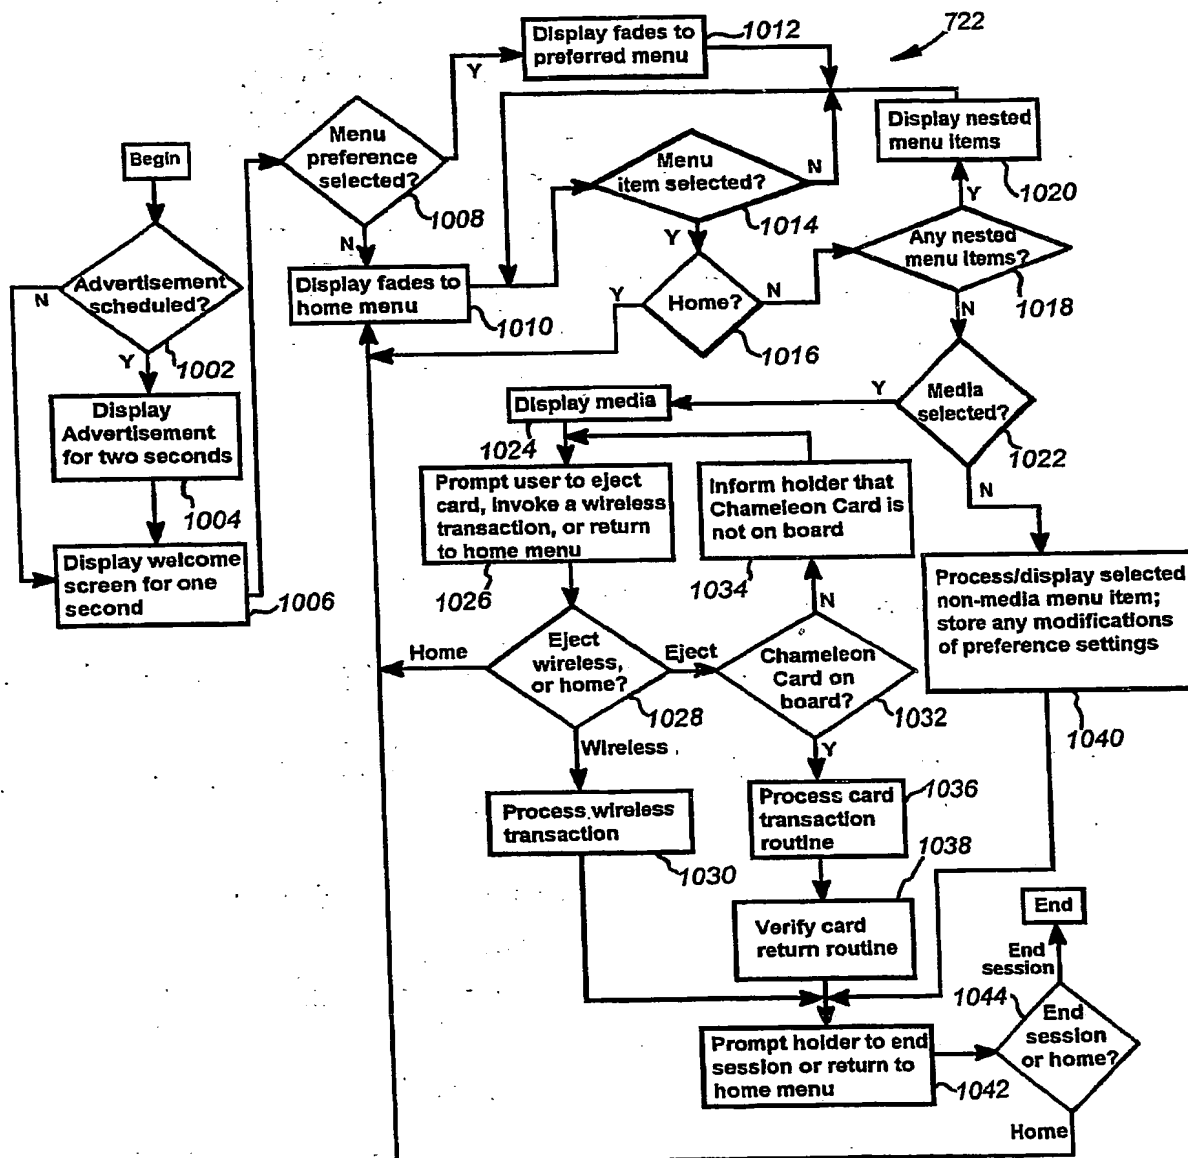 722
Display fades to
preferred menu
1012
Y
Begin
Menu
preference
selected?
1008
N
Menu
item selected?
1014
N
Y
Display nested
menu items
1020
Y
Any nested
menu items?
1018
N
Advertisement
scheduled?
1002
N
Y
Display fades to
home menu
1010
Home?
1016
Y
N
Display
Advertisement
for two seconds
1004
Display welcome
screen for one
second
1006
Media
selected?
1022
Y
N
Display media
1024
Prompt user to eject
card, invoke a wireless
transaction, or return
to home menu
1026
Inform holder that
Chameleon Card is
not on board
1034
N
Process/display selected
non-media menu item;
store any modifications
of preference settings
1040
Home
Eject
wireless,
or home?
1028
Eject
Wireless
Chameleon
Card on
board?
1032
Y
Process wireless
transaction
1030
Process card
transaction
routine
1036
Verify card
return routine
1038
End
End
session
1044
End
session
or home?
Prompt holder to end
session or return to
home menu
1042
Home